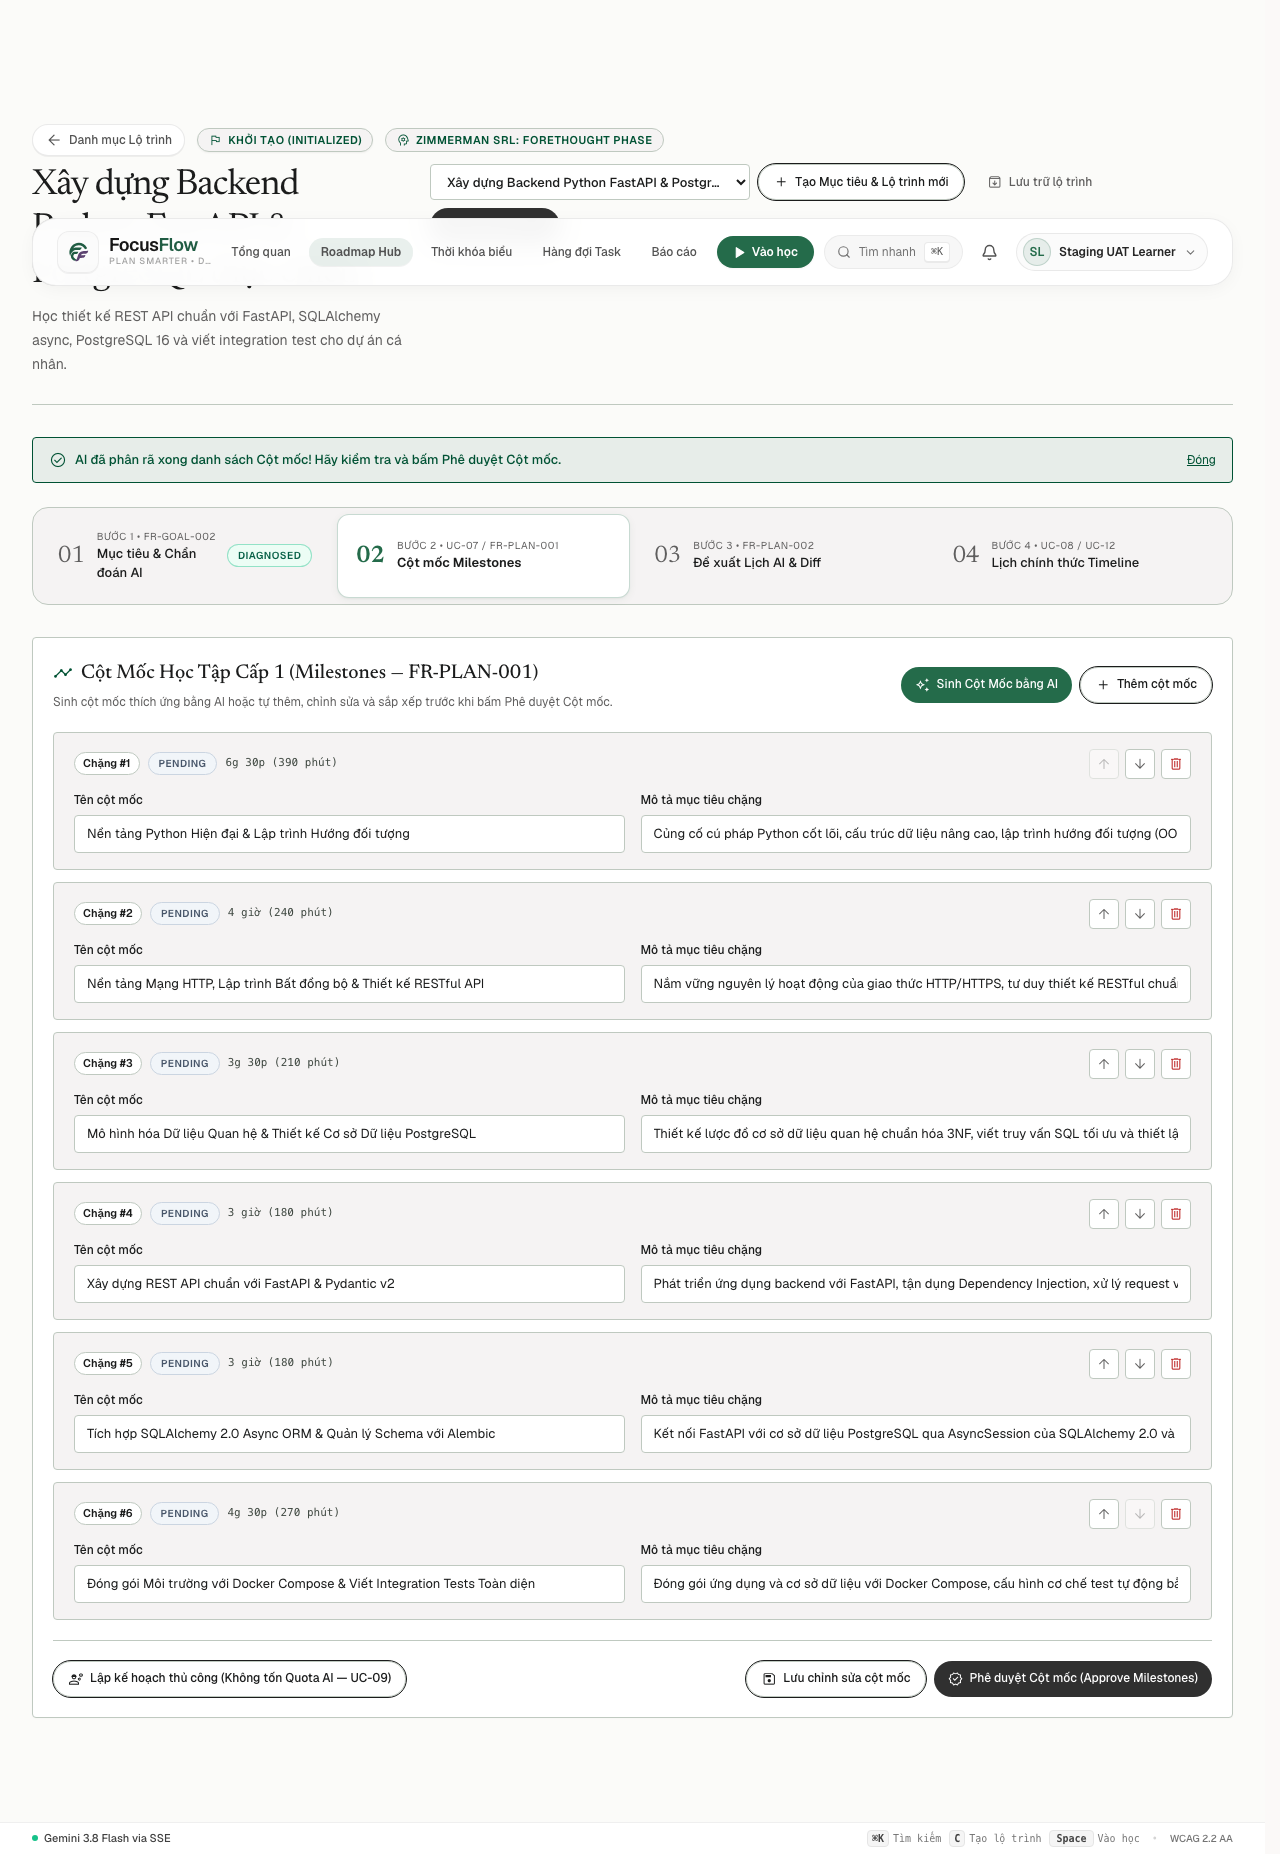 Danh mục Lộ trình
KHỞI TẠO (INITIALIZED)
ZIMMERMAN SRL: FORETHOUGHT PHASE
Xây dựng Backend
Xây dựng Backend Python FastAPI & Postgr...
Tạo Mục tiêu & Lộ trình mới
Lưu trữ lộ trình
FocusFlow
PLAN SMARTER • D...
Tổng quan
Roadmap Hub
Thời khóa biểu
Hàng đợi Task
Báo cáo
Vào học
Tìm nhanh
⌘K
SL
Staging UAT Learner
Học thiết kế REST API chuẩn với FastAPI, SQLAlchemy
async, PostgreSQL 16 và viết integration test cho dự án cá
nhân.
AI đã phân rã xong danh sách Cột mốc! Hãy kiểm tra và bấm Phê duyệt Cột mốc.
Đóng
01
BƯỚC 1 • FR-GOAL-002
Mục tiêu & Chẩn
đoán AI
DIAGNOSED
02
BƯỚC 2 • UC-07 / FR-PLAN-001
Cột mốc Milestones
03
BƯỚC 3 • FR-PLAN-002
Đề xuất Lịch AI & Diff
04
BƯỚC 4 • UC-08 / UC-12
Lịch chính thức Timeline
Cột Mốc Học Tập Cấp 1 (Milestones — FR-PLAN-001)
Sinh cột mốc thích ứng bằng AI hoặc tự thêm, chỉnh sửa và sắp xếp trước khi bấm Phê duyệt Cột mốc.
Sinh Cột Mốc bằng AI
Thêm cột mốc
Chặng #1
PENDING
6g 30p (390 phút)
Tên cột mốc
Mô tả mục tiêu chặng
Nền tảng Python Hiện đại & Lập trình Hướng đối tượng
Củng cố cú pháp Python cốt lõi, cấu trúc dữ liệu nâng cao, lập trình hướng đối tượng (OO
Chặng #2
PENDING
4 giờ (240 phút)
Tên cột mốc
Mô tả mục tiêu chặng
Nền tảng Mạng HTTP, Lập trình Bất đồng bộ & Thiết kế RESTful API
Nắm vững nguyên lý hoạt động của giao thức HTTP/HTTPS, tư duy thiết kế RESTful chuẩ
Chặng #3
PENDING
3g 30p (210 phút)
Tên cột mốc
Mô tả mục tiêu chặng
Mô hình hóa Dữ liệu Quan hệ & Thiết kế Cơ sở Dữ liệu PostgreSQL
Thiết kế lược đồ cơ sở dữ liệu quan hệ chuẩn hóa 3NF, viết truy vấn SQL tối ưu và thiết lậ
Chặng #4
PENDING
3 giờ (180 phút)
Tên cột mốc
Mô tả mục tiêu chặng
Xây dựng REST API chuẩn với FastAPI & Pydantic v2
Phát triển ứng dụng backend với FastAPI, tận dụng Dependency Injection, xử lý request v
Chặng #5
PENDING
3 giờ (180 phút)
Tên cột mốc
Mô tả mục tiêu chặng
Tích hợp SQLAlchemy 2.0 Async ORM & Quản lý Schema với Alembic
Kết nối FastAPI với cơ sở dữ liệu PostgreSQL qua AsyncSession của SQLAlchemy 2.0 và
Chặng #6
PENDING
4g 30p (270 phút)
Tên cột mốc
Mô tả mục tiêu chặng
Đóng gói Môi trường với Docker Compose & Viết Integration Tests Toàn diện
Đóng gói ứng dụng và cơ sở dữ liệu với Docker Compose, cấu hình cơ chế test tự động bằ
Lập kế hoạch thủ công (Không tốn Quota AI — UC-09)
Lưu chỉnh sửa cột mốc
Phê duyệt Cột mốc (Approve Milestones)
Gemini 3.8 Flash via SSE
⌘K Tìm kiếm
C Tạo lộ trình
Space Vào học
•
WCAG 2.2 AA